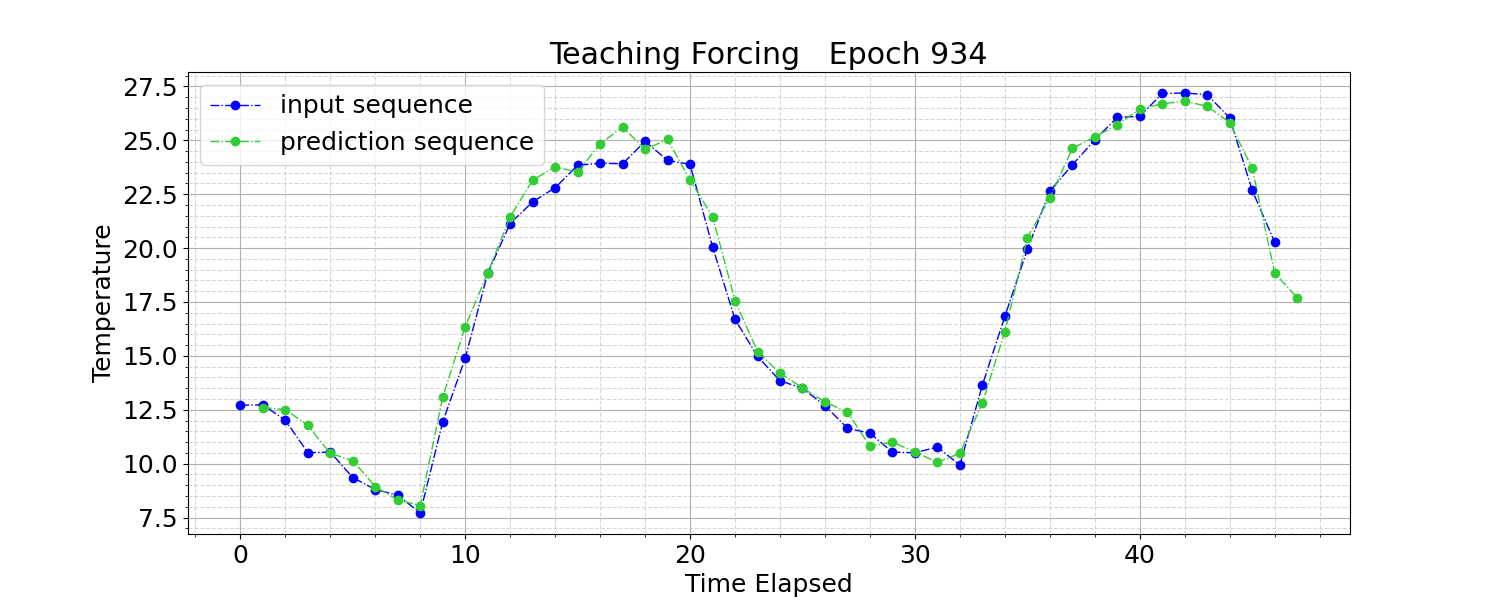 Teaching Forcing   Epoch 934
input sequence
prediction sequence
Temperature
27.5
25.0
22.5
20.0
17.5
15.0
12.5
10.0
7.5
0 10 20 30 40
Time Elapsed